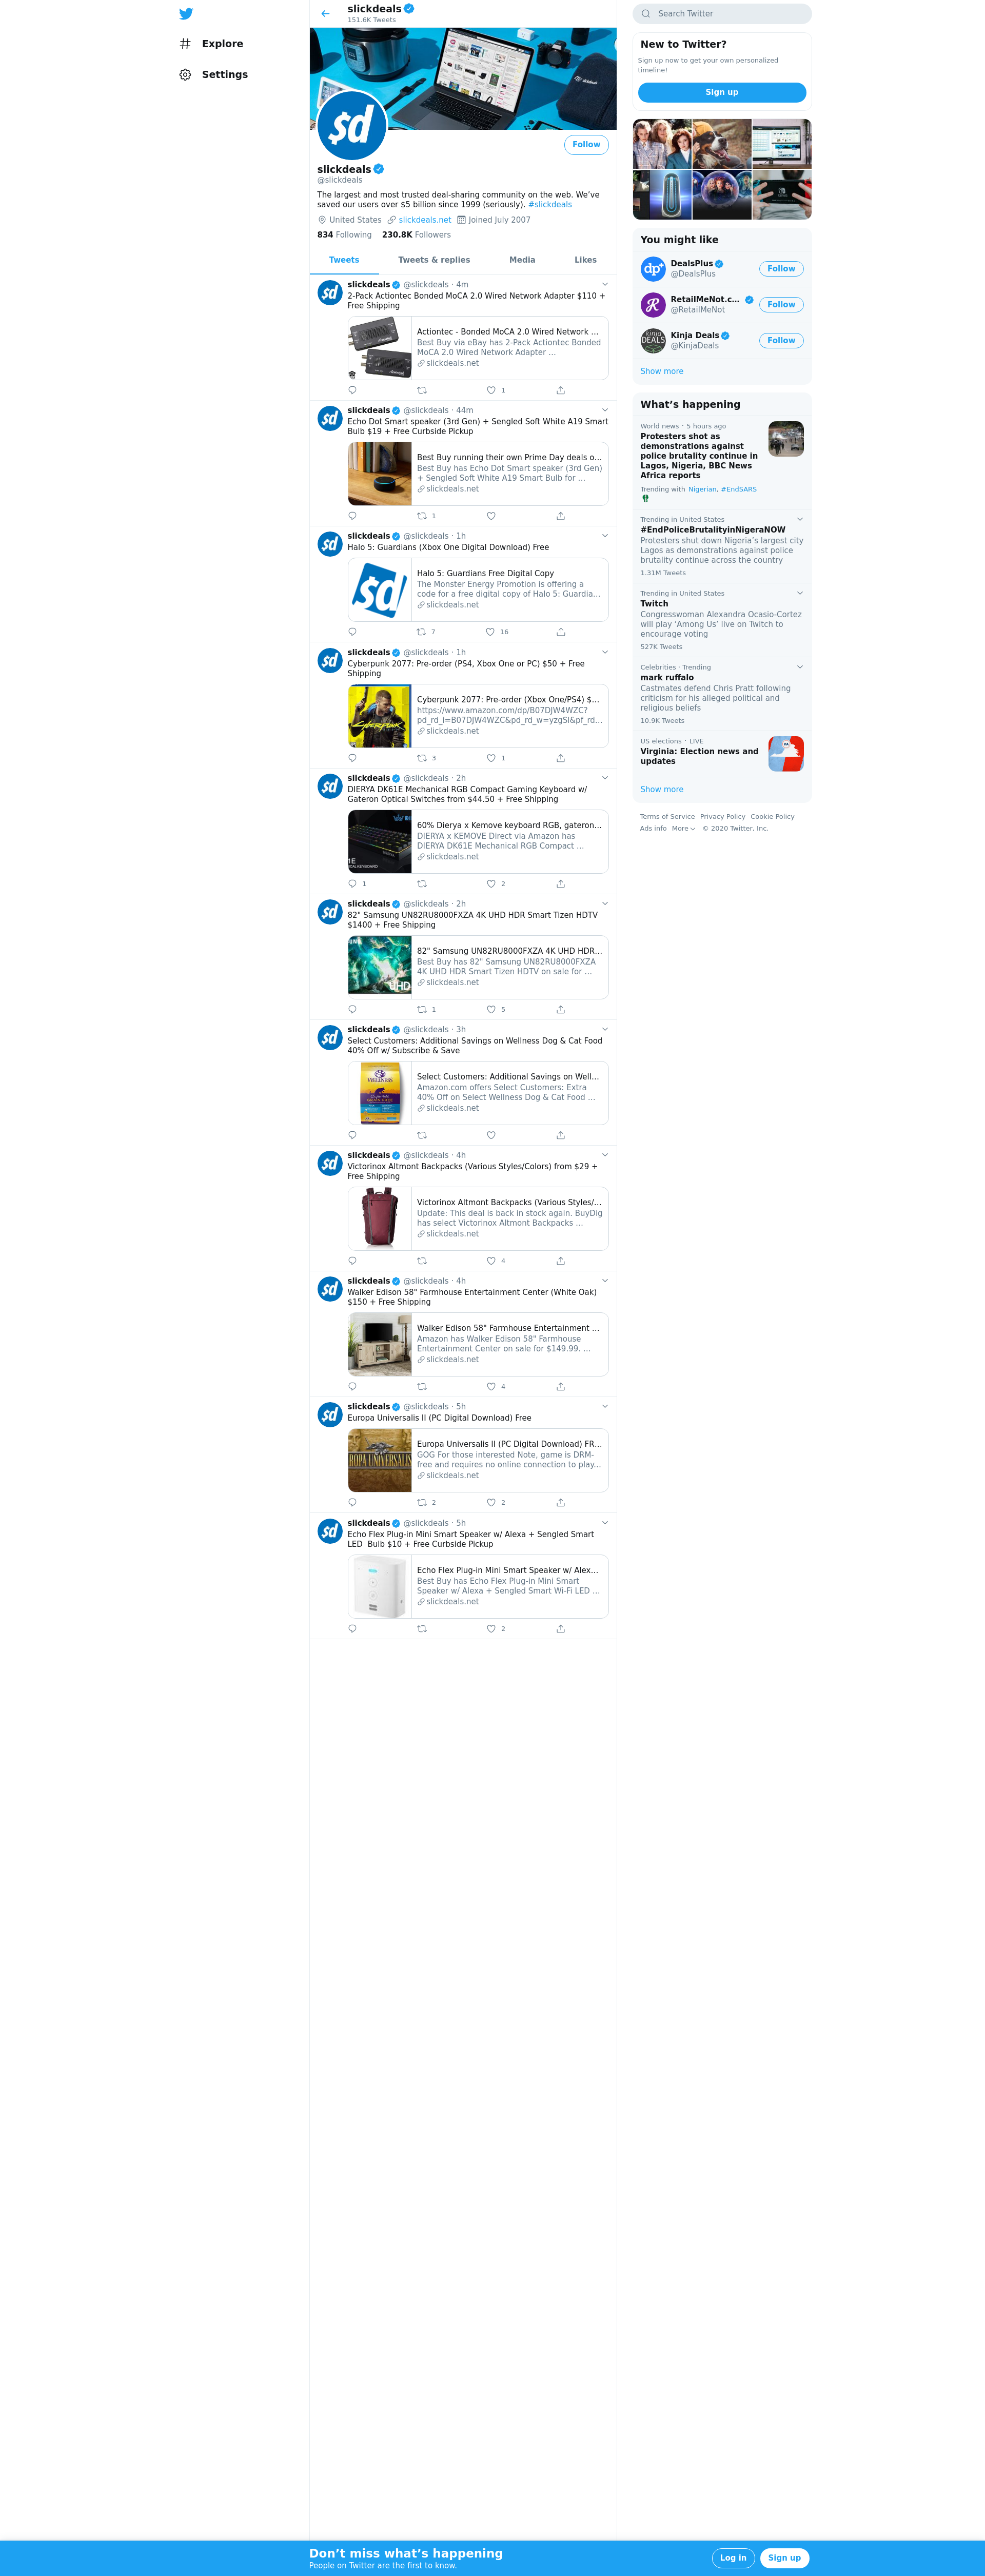 Explore
Settings
slickdeals
151.6K Tweets
$d
Follow
slickdeals
@slickdeals
The largest and most trusted deal-sharing community on the web. We've
saved our users over $5 billion since 1999 (seriously). #slickdeals
United States slickdeals.net Joined July 2007
834 Following 230.8K Followers
Tweets Tweets & replies Media Likes
slickdeals @slickdeals · 4m
2-Pack Actiontec Bonded MoCA 2.0 Wired Network Adapter $110 +
Free Shipping
Actiontec - Bonded MoCA 2.0 Wired Network ...
Best Buy via eBay has 2-Pack Actiontec Bonded
MoCA 2.0 Wired Network Adapter ...
slickdeals.net
1
slickdeals @slickdeals · 44m
Echo Dot Smart speaker (3rd Gen) + Sengled Soft White A19 Smart
Bulb $19 + Free Curbside Pickup
Best Buy running their own Prime Day deals o...
Best Buy has Echo Dot Smart speaker (3rd Gen)
+ Sengled Soft White A19 Smart Bulb for ...
slickdeals.net
1
slickdeals @slickdeals · 1h
Halo 5: Guardians (Xbox One Digital Download) Free
$d
Halo 5: Guardians Free Digital Copy
The Monster Energy Promotion is offering a
code for a free digital copy of Halo 5: Guardia...
slickdeals.net
7 16
slickdeals @slickdeals · 1h
Cyberpunk 2077: Pre-order (PS4, Xbox One or PC) $50 + Free
Shipping
Cyberpunk 2077: Pre-order (Xbox One/PS4) $...
https://www.amazon.com/dp/B07DJW4WZC?
pd_rd_i=B07DJW4WZC&pd_rd_w=yzgSI&pf_rd...
slickdeals.net
3 1
slickdeals @slickdeals · 2h
DIERYA DK61E Mechanical RGB Compact Gaming Keyboard w/
Gateron Optical Switches from $44.50 + Free Shipping
60% Dierya x Kemove keyboard RGB, gateron...
DIERYA x KEMOVE Direct via Amazon has
DIERYA DK61E Mechanical RGB Compact ...
slickdeals.net
1 2
slickdeals @slickdeals · 2h
82" Samsung UN82RU8000FXZA 4K UHD HDR Smart Tizen HDTV
$1400 + Free Shipping
UHD
82" Samsung UN82RU8000FXZA 4K UHD HDR...
Best Buy has 82" Samsung UN82RU8000FXZA
4K UHD HDR Smart Tizen HDTV on sale for ...
slickdeals.net
1 5
slickdeals @slickdeals · 3h
Select Customers: Additional Savings on Wellness Dog & Cat Food
40% Off w/ Subscribe & Save
WELLNESS
Select Customers: Additional Savings on Well...
Amazon.com offers Select Customers: Extra
40% Off on Select Wellness Dog & Cat Food ...
slickdeals.net
slickdeals @slickdeals · 4h
Victorinox Altmont Backpacks (Various Styles/Colors) from $29 +
Free Shipping
Victorinox Altmont Backpacks (Various Styles/...
Update: This deal is back in stock again. BuyDig
has select Victorinox Altmont Backpacks ...
slickdeals.net
4
slickdeals @slickdeals · 4h
Walker Edison 58" Farmhouse Entertainment Center (White Oak)
$150 + Free Shipping
Walker Edison 58" Farmhouse Entertainment ...
Amazon has Walker Edison 58" Farmhouse
Entertainment Center on sale for $149.99. ...
slickdeals.net
4
slickdeals @slickdeals · 5h
Europa Universalis II (PC Digital Download) Free
ROPA UNIVERSALIS
Europa Universalis II (PC Digital Download) FR...
GOG For those interested Note, game is DRM-
free and requires no online connection to play...
slickdeals.net
2 2
slickdeals @slickdeals · 5h
Echo Flex Plug-in Mini Smart Speaker w/ Alexa + Sengled Smart
LED Bulb $10 + Free Curbside Pickup
Echo Flex Plug-in Mini Smart Speaker w/ Alex...
Best Buy has Echo Flex Plug-in Mini Smart
Speaker w/ Alexa + Sengled Smart Wi-Fi LED ...
slickdeals.net
2
Search Twitter
New to Twitter?
Sign up now to get your own personalized
timeline!
Sign up
You might like
dp+
DealsPlus
@DealsPlus
Follow
RetailMeNot.c...
@RetailMeNot
Follow
KINJA
DEALS
Kinja Deals
@KinjaDeals
Follow
Show more
What's happening
World news · 5 hours ago
Protesters shot as
demonstrations against
police brutality continue in
Lagos, Nigeria, BBC News
Africa reports
Trending with Nigerian, #EndSARS
Trending in United States
#EndPoliceBrutalityinNigeraNOW
Protesters shut down Nigeria's largest city
Lagos as demonstrations against police
brutality continue across the country
1.31M Tweets
Trending in United States
Twitch
Congresswoman Alexandra Ocasio-Cortez
will play 'Among Us' live on Twitch to
encourage voting
527K Tweets
Celebrities · Trending
mark ruffalo
Castmates defend Chris Pratt following
criticism for his alleged political and
religious beliefs
10.9K Tweets
US elections · LIVE
Virginia: Election news and
updates
Show more
Terms of Service Privacy Policy Cookie Policy
Ads info More © 2020 Twitter, Inc.
Don't miss what's happening
People on Twitter are the first to know.
Log in
Sign up